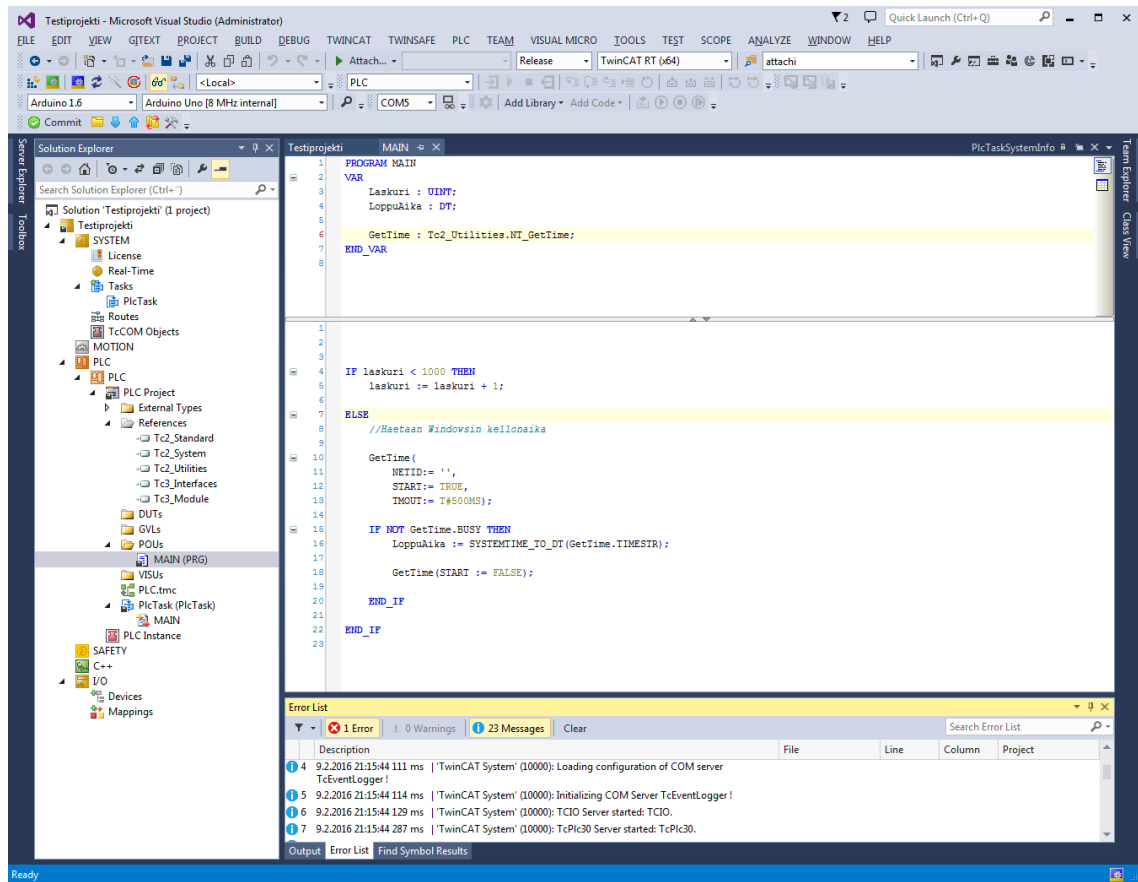 Testiprojekti - Microsoft Visual Studio (Administrator)
2
Quick Launch (Ctrl+Q)
FILE EDIT VIEW GITEXT PROJECT BUILD DEBUG TWINCAT TWINSAFE PLC TEAM VISUAL MICRO TOOLS TEST SCOPE ANALYZE WINDOW HELP
Attach... Release TwinCAT RT (x64) attachi
<Local> PLC
Arduino 1.6 Arduino Uno [8 MHz internal] COM5 Add Library Add Code
Commit
Server Explorer
Toolbox
Solution Explorer
Search Solution Explorer (Ctrl+¨)
Solution 'Testiprojekti' (1 project)
Testiprojekti
SYSTEM
License
Real-Time
Tasks
PlcTask
Routes
TcCOM Objects
MOTION
PLC
PLC
PLC Project
External Types
References
Tc2_Standard
Tc2_System
Tc2_Utilities
Tc3_Interfaces
Tc3_Module
DUTs
GVLs
POUs
MAIN (PRG)
VISUs
PLC.tmc
PlcTask (PlcTask)
MAIN
PLC Instance
SAFETY
C++
I/O
Devices
Mappings
Testiprojekti MAIN PlcTaskSystemInfo
1 PROGRAM MAIN
2 VAR
3 Laskuri : UINT;
4 LoppuAika : DT;
5
6 GetTime : Tc2_Utilities.NT_GetTime;
7 END_VAR
8
1
2
3
4 IF laskuri < 1000 THEN
5 laskuri := laskuri + 1;
6
7 ELSE
8 //Haetaan Windowsin kellonaika
9
10 GetTime(
11 NETID:= '',
12 START:= TRUE,
13 TMOUT:= T#500MS);
14
15 IF NOT GetTime.BUSY THEN
16 LoppuAika := SYSTEMTIME_TO_DT(GetTime.TIMESTR);
17
18 GetTime(START := FALSE);
19
20 END_IF
21
22 END_IF
23
Team Explorer
Class View
Error List
1 Error 0 Warnings 23 Messages Clear Search Error List
Description File Line Column Project
4 9.2.2016 21:15:44 111 ms | 'TwinCAT System' (10000): Loading configuration of COM server
TcEventLogger !
5 9.2.2016 21:15:44 114 ms | 'TwinCAT System' (10000): Initializing COM Server TcEventLogger !
6 9.2.2016 21:15:44 129 ms | 'TwinCAT System' (10000): TCIO Server started: TCIO.
7 9.2.2016 21:15:44 287 ms | 'TwinCAT System' (10000): TcPlc30 Server started: TcPlc30.
Output Error List Find Symbol Results
Ready